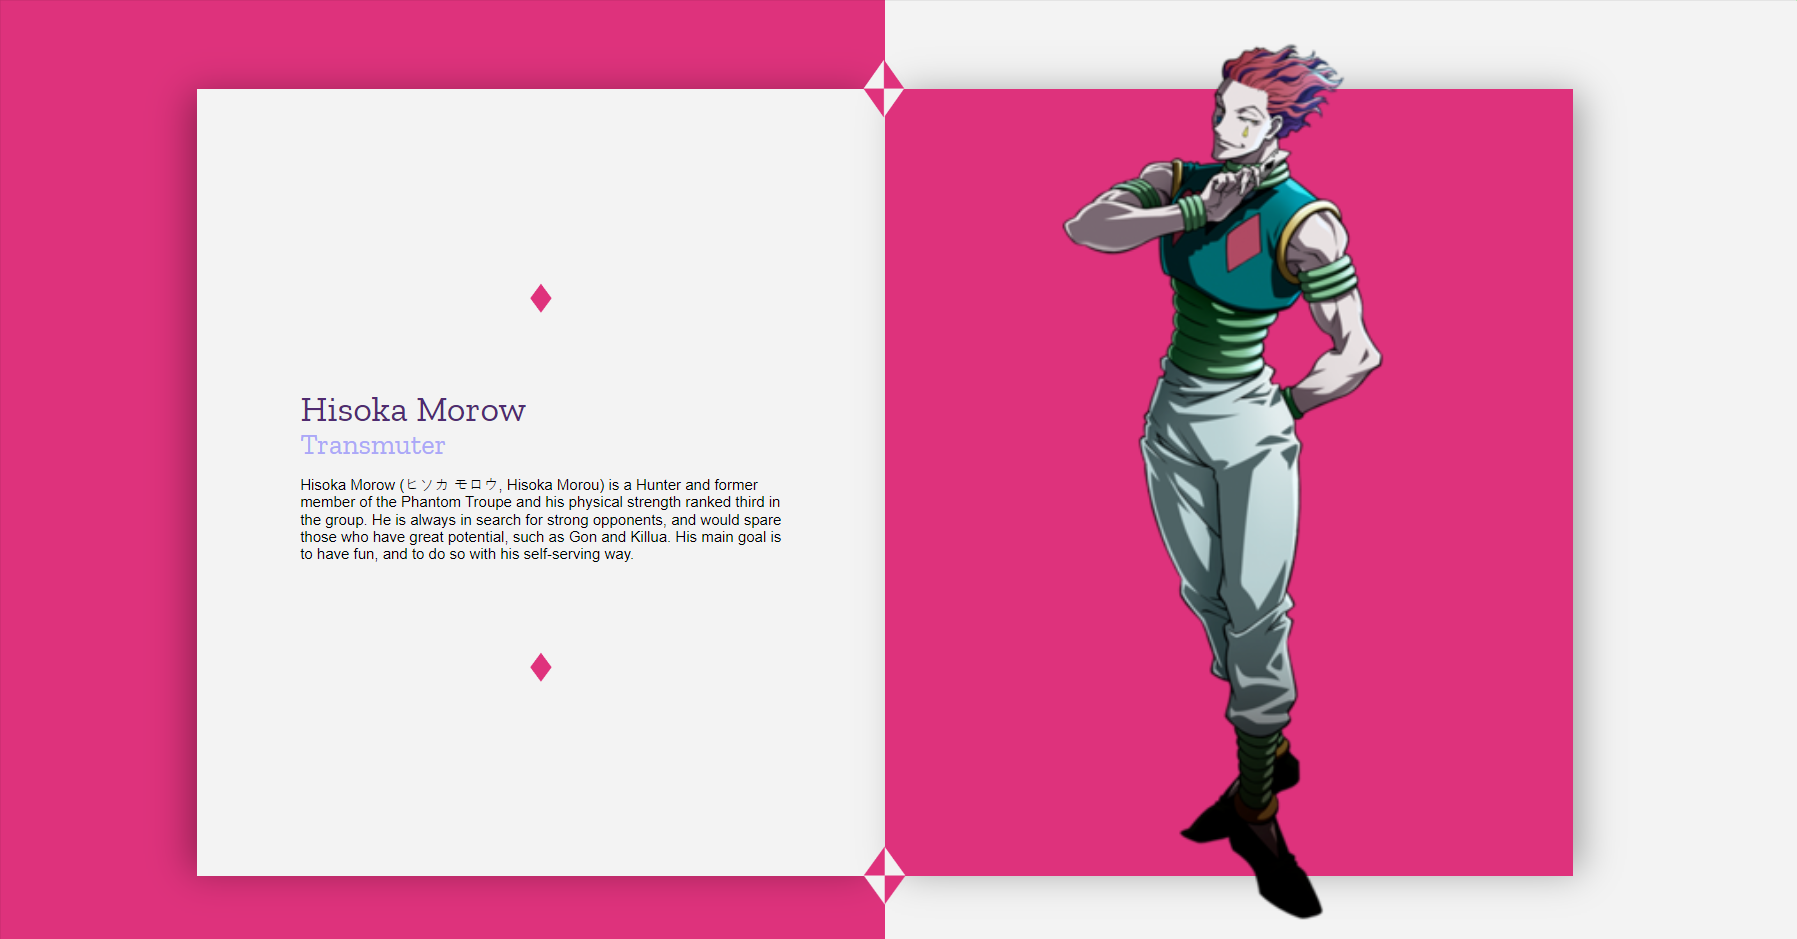 Hisoka Morow
Transmuter
Hisoka Morow (ヒソカ モロウ, Hisoka Morou) is a Hunter and former
member of the Phantom Troupe and his physical strength ranked third in
the group. He is always in search for strong opponents, and would spare
those who have great potential, such as Gon and Killua. His main goal is
to have fun, and to do so with his self-serving way.